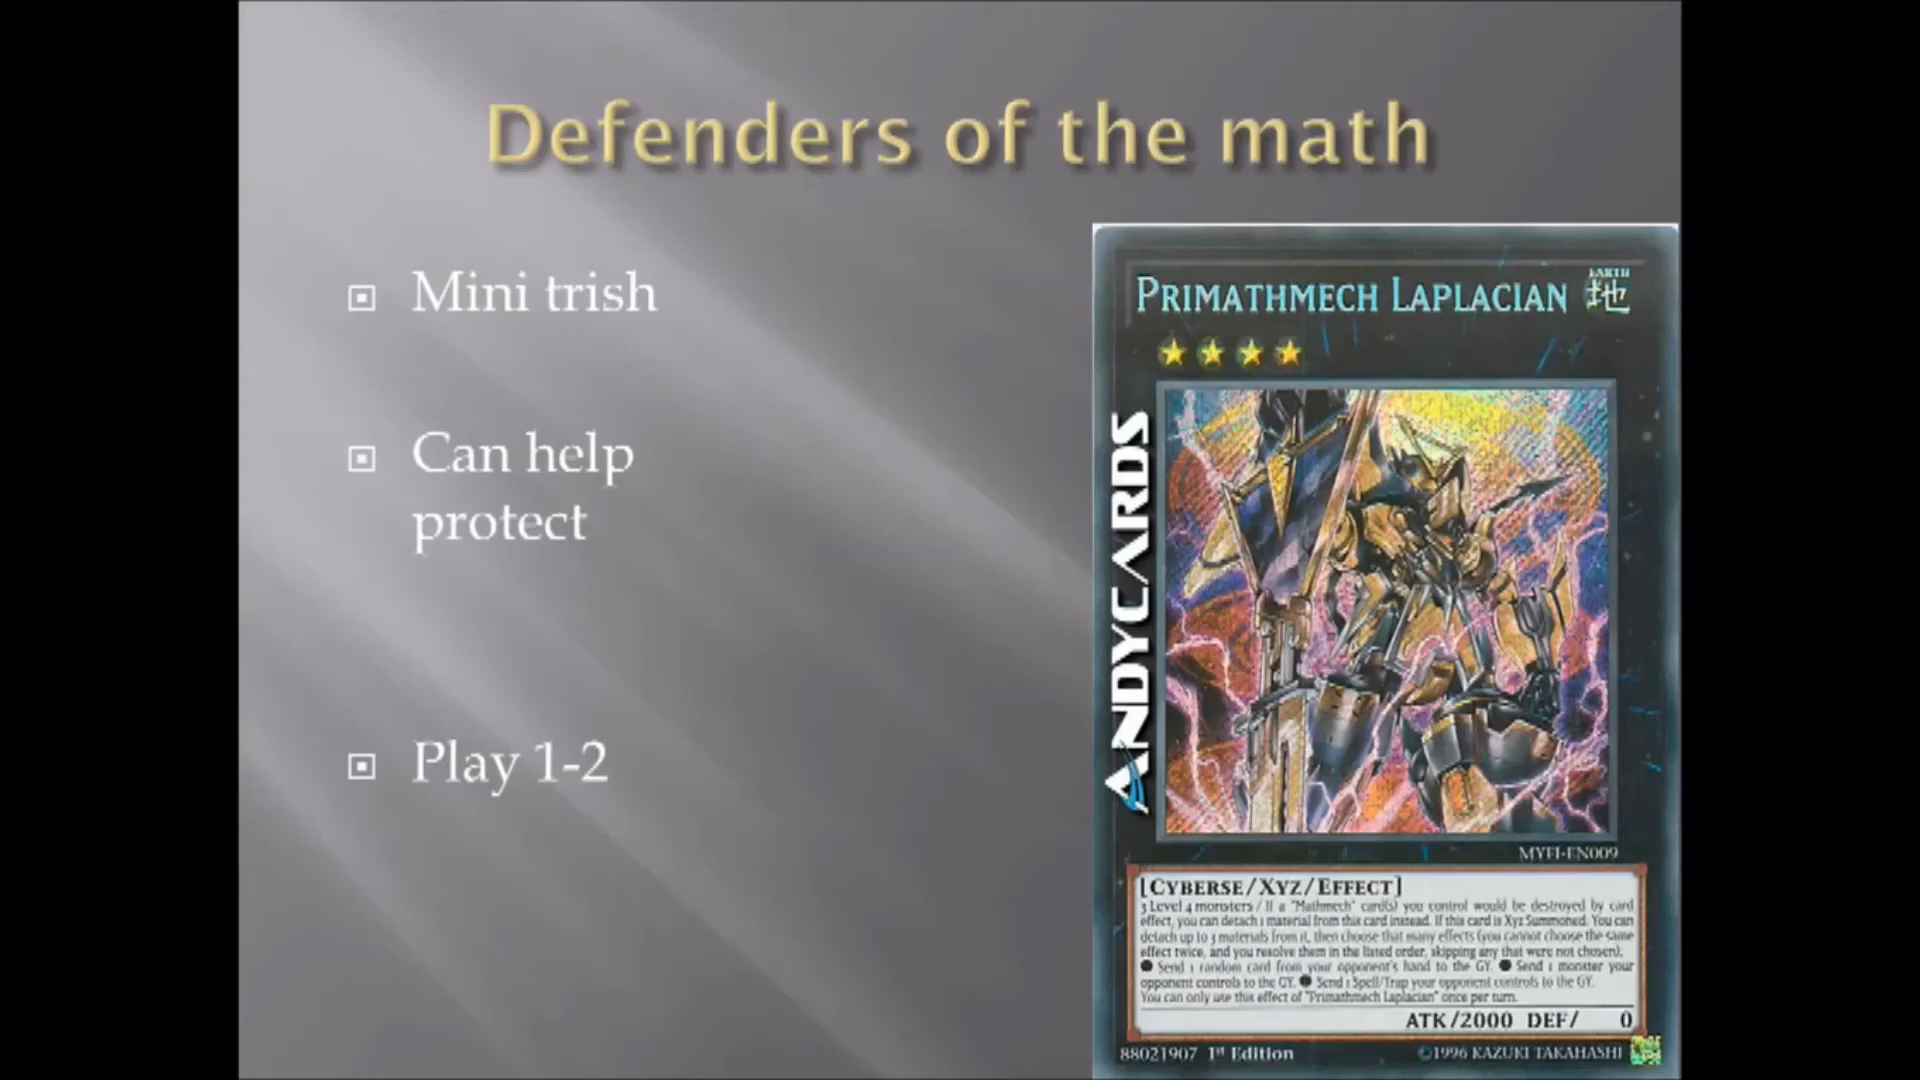 Defenders of the math
Mini trish
Can help
protect
Play 1-2
EARTH
PRIMATHMECH LAPLACIAN 地
ANDYCARDS
MYFI-EN009
[CYBERSE/XYZ/EFFECT]
3 Level 4 monsters / If a "Mathmech" card(s) you control would be destroyed by card
effect, you can detach 1 material from this card instead. If this card is Xyz Summoned: You can
detach up to 3 materials from it, then choose that many effects (you cannot choose the same
effect twice, and you resolve them in the listed order, skipping any that were not chosen);
● Send 1 random card from your opponent's hand to the GY. ● Send 1 monster your
opponent controls to the GY. ● Send 1 Spell/Trap your opponent controls to the GY.
You can only use this effect of "Primathmech Laplacian" once per turn.
ATK/2000 DEF/ 0
88021907 1st Edition
©1996 KAZUKI TAKAHASHI